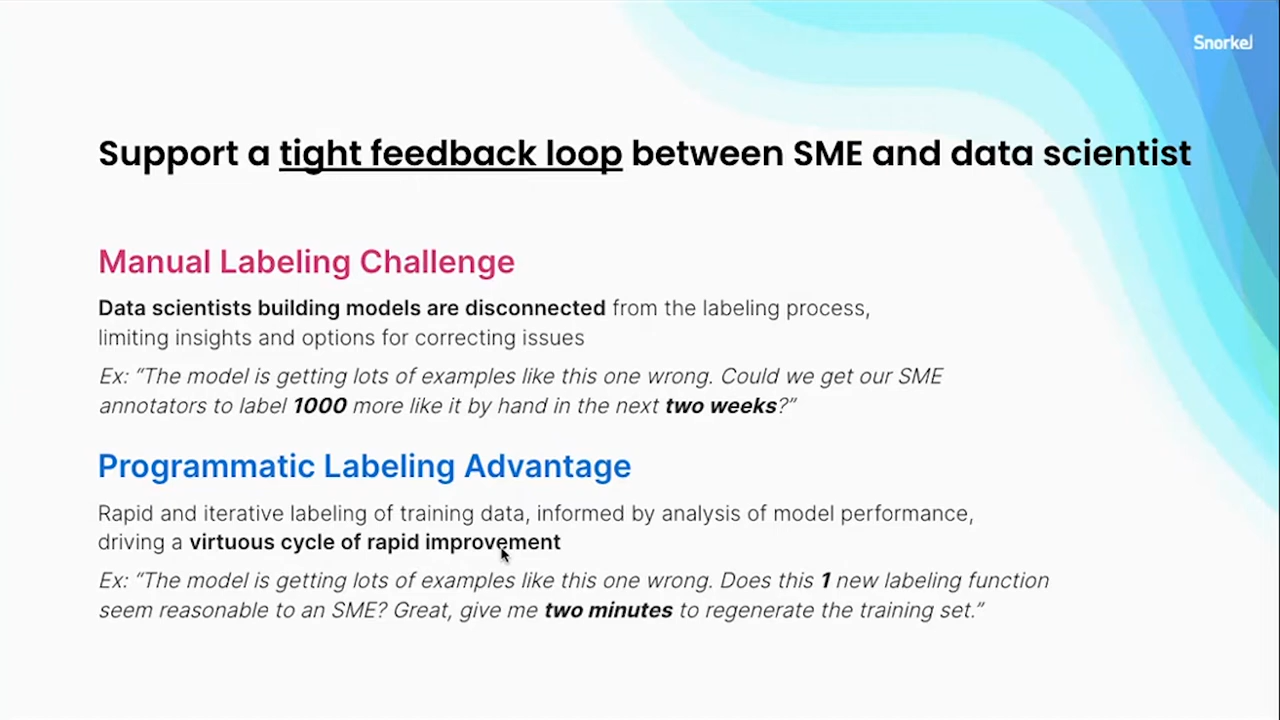 Snorkel
Support a tight feedback loop between SME and data scientist
Manual Labeling Challenge
Data scientists building models are disconnected from the labeling process,
limiting insights and options for correcting issues
Ex: “The model is getting lots of examples like this one wrong. Could we get our SME
annotators to label 1000 more like it by hand in the next two weeks?”
Programmatic Labeling Advantage
Rapid and iterative labeling of training data, informed by analysis of model performance,
driving a virtuous cycle of rapid improvement
Ex: “The model is getting lots of examples like this one wrong. Does this 1 new labeling function
seem reasonable to an SME? Great, give me two minutes to regenerate the training set.”